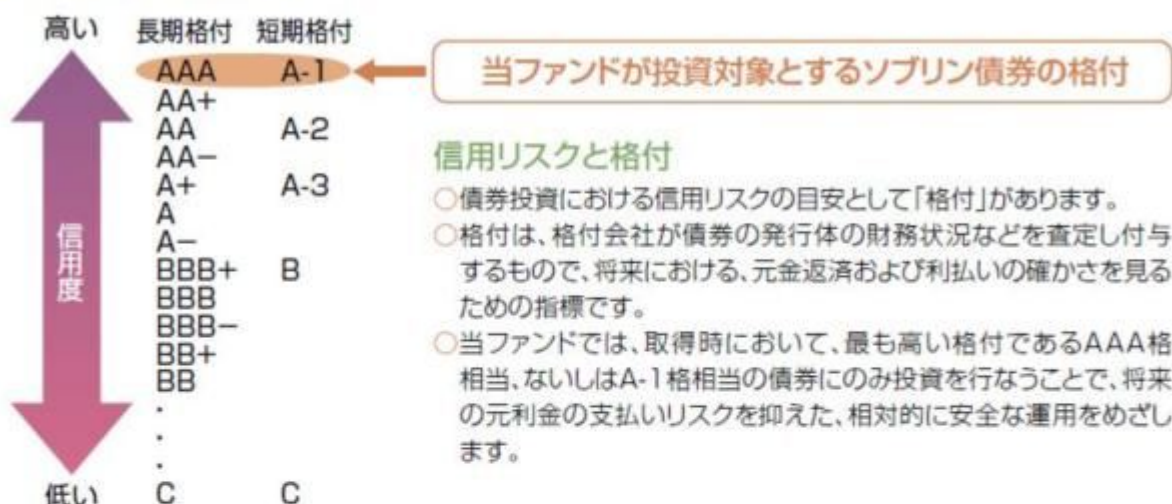 高い 長期格付 短期格付
AAA A-1
当ファンドが投資対象とするソブリン債券の格付
AA+
AA A-2
AA−
A+ A-3
A
A−
BBB+ B
BBB
BBB−
BB+
BB
・
・
・
低い C C
信用度
信用リスクと格付
○債券投資における信用リスクの目安として「格付」があります。
○格付は、格付会社が債券の発行体の財務状況などを査定し付与
するもので、将来における、元金返済および利払いの確かさを見る
ための指標です。
○当ファンドでは、取得時において、最も高い格付であるAAA格
相当、ないしはA-1格相当の債券にのみ投資を行なうことで、将来
の元利金の支払いリスクを抑えた、相対的に安全な運用をめざし
ます。